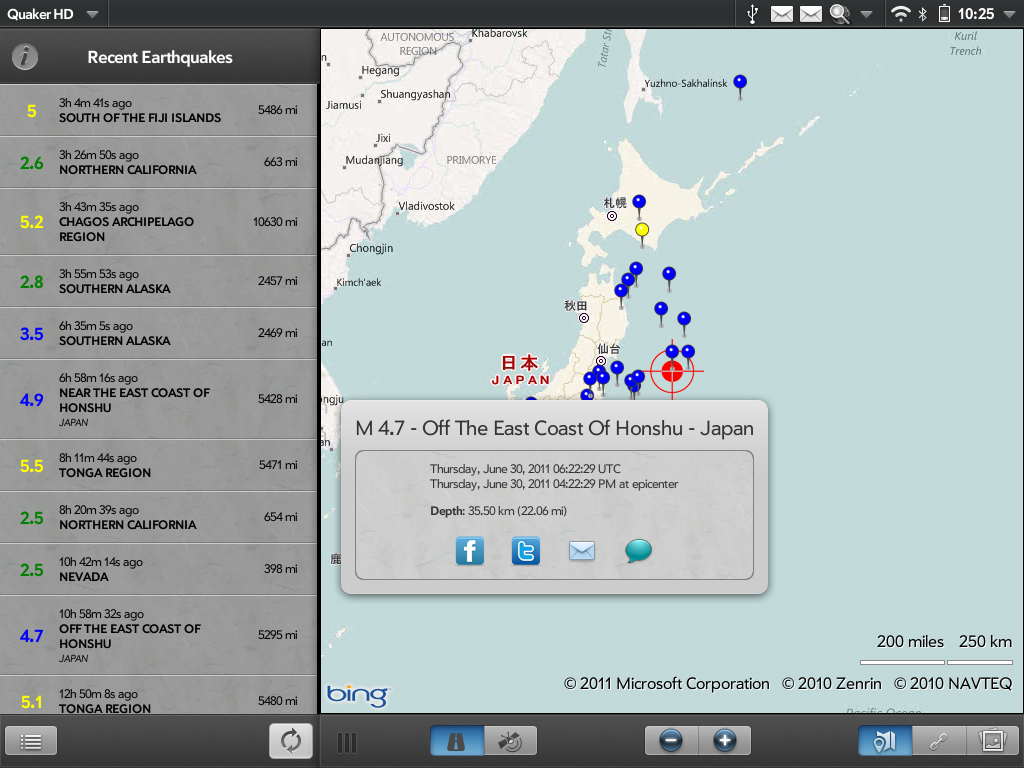 Quaker HD
10:25
Recent Earthquakes
5
3h 4m 41s ago
SOUTH OF THE FIJI ISLANDS
5486 mi
2.6
3h 26m 50s ago
NORTHERN CALIFORNIA
663 mi
5.2
3h 43m 35s ago
CHAGOS ARCHIPELAGO
REGION
10630 mi
2.8
3h 55m 53s ago
SOUTHERN ALASKA
2457 mi
3.5
6h 35m 5s ago
SOUTHERN ALASKA
2469 mi
4.9
6h 58m 16s ago
NEAR THE EAST COAST OF
HONSHU
JAPAN
5428 mi
5.5
8h 11m 44s ago
TONGA REGION
5471 mi
2.5
8h 20m 39s ago
NORTHERN CALIFORNIA
654 mi
2.5
10h 42m 14s ago
NEVADA
398 mi
4.7
10h 58m 32s ago
OFF THE EAST COAST OF
HONSHU
JAPAN
5295 mi
5.1
12h 50m 8s ago
TONGA REGION
5480 mi
AUTONOMOUS
REGION
Khabarovsk
Tatar Str
Kuril
Trench
Hegang
Yuzhno-Sakhalinsk
Shuangyashan
Jiamusi
Jixi
Mudanjiang
PRIMORYE
Vladivostok
札幌
Chongjin
Kimch'aek
秋田
仙台
日本
JAPAN
M 4.7 - Off The East Coast Of Honshu - Japan
Thursday, June 30, 2011 06:22:29 UTC
Thursday, June 30, 2011 04:22:29 PM at epicenter
Depth: 35.50 km (22.06 mi)
鹿
200 miles 250 km
bing
© 2011 Microsoft Corporation © 2010 Zenrin © 2010 NAVTEQ
Pacific Ocean